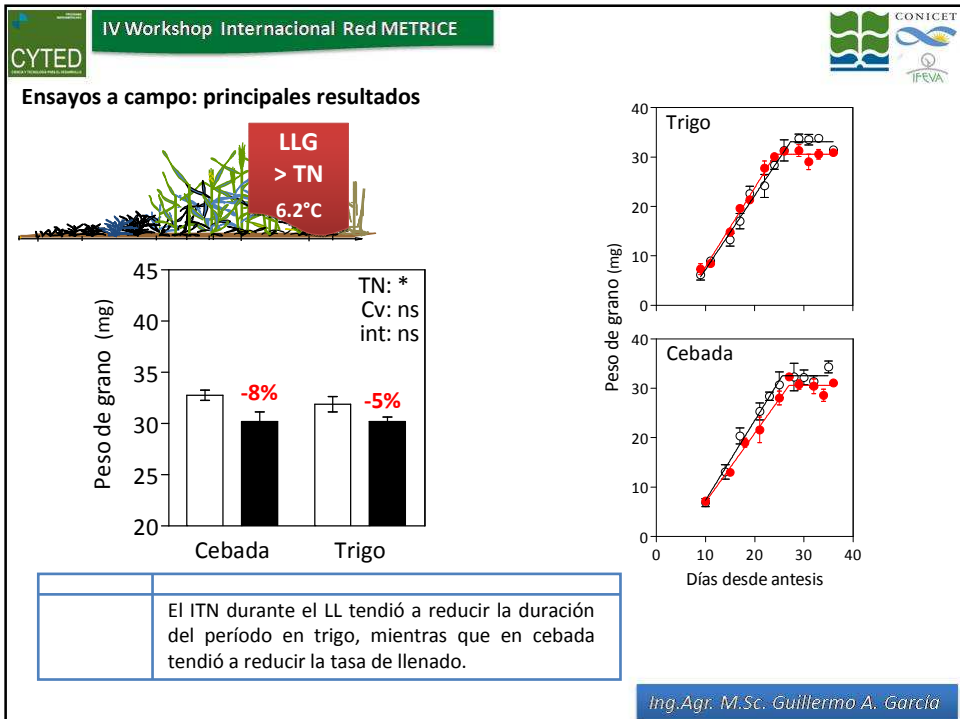 IV Workshop Internacional Red METRICE
CYTED
CONICET
IFEVA
Ensayos a campo: principales resultados
LLG
> TN
6.2°C
Peso de grano (mg)
45
40
35
30
25
20
TN: *
Cv: ns
int: ns
-8%
-5%
Cebada
Trigo
Peso de grano (mg)
Trigo
40
30
20
10
0
Cebada
40
30
20
10
0
0 10 20 30 40
Días desde antesis
El ITN durante el LL tendió a reducir la duración
del período en trigo, mientras que en cebada
tendió a reducir la tasa de llenado.
Ing.Agr. M.Sc. Guillermo A. García